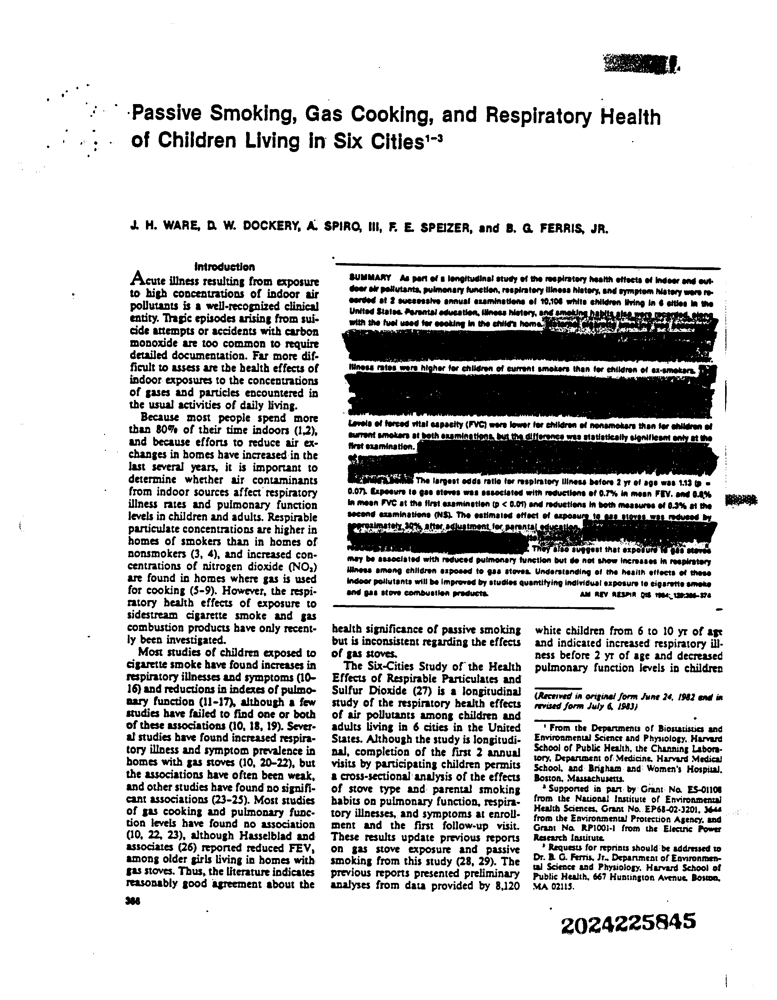 Passive Smoking, Gas Cooking, and Respiratory Health
of Children Living in Six Cities¹⁻³
J. H. WARE, D. W. DOCKERY, A. SPIRO, III, F. E. SPEIZER, and B. G. FERRIS, JR.
Introduction
Acute illness resulting from exposure
to high concentrations of indoor air
pollutants is a well-recognized clinical
entity. Tragic episodes arising from sui-
cide attempts or accidents with carbon
monoxide are too common to require
detailed documentation. Far more dif-
ficult to assess are the health effects of
indoor exposures to the concentrations
of gases and particles encountered in
the usual activities of daily living.
Because most people spend more
than 80% of their time indoors (1,2),
and because efforts to reduce air ex-
changes in homes have increased in the
last several years, it is important to
determine whether air contaminants
from indoor sources affect respiratory
illness rates and pulmonary function
levels in children and adults. Respirable
particulate concentrations are higher in
homes of smokers than in homes of
nonsmokers (3, 4), and increased con-
centrations of nitrogen dioxide (NO₂)
are found in homes where gas is used
for cooking (5-9). However, the respi-
ratory health effects of exposure to
sidestream cigarette smoke and gas
combustion products have only recent-
ly been investigated.
Most studies of children exposed to
cigarette smoke have found increases in
respiratory illnesses and symptoms (10-
16) and reductions in indexes of pulmo-
nary function (11-17), although a few
studies have failed to find one or both
of these associations (10, 18, 19). Sever-
al studies have found increased respira-
tory illness and symptom prevalence in
homes with gas stoves (10, 20-22), but
the associations have often been weak,
and other studies have found no signifi-
cant associations (23-25). Most studies
of gas cooking and pulmonary func-
tion levels have found no association
(10, 22, 23), although Hasselblad and
associates (26) reported reduced FEV,
among older girls living in homes with
gas stoves. Thus, the literature indicates
reasonably good agreement about the
366
SUMMARY As part of a longitudinal study of the respiratory health effects of indoor and out-
door air pollutants, pulmonary function, respiratory illness history, and symptom history were re-
corded at 2 successive annual examinations of 10,106 white children living in 6 cities in the
United States. Parental education, illness history, and smoking habits also were recorded, along
with the fuel used for cooking in the child's home.
Illness rates were higher for children of current smokers than for children of ex-smokers.
Levels of forced vital capacity (FVC) were lower for children of nonsmokers than for children of
current smokers at both examinations, but the difference was statistically significant only at the
first examination.
The largest odds ratio for respiratory illness before 2 yr of age was 1.13 (p =
0.07). Exposure to gas stoves was associated with reductions of 0.7% in mean FEV, and 0.6%
in mean FVC at the first examination (p < 0.01) and reductions in both measures of 0.3% at the
second examinations (NS). The estimated effect of exposure to gas stoves was reduced by
approximately 30% after adjustment for parental education.
They also suggest that exposure to gas stoves
may be associated with reduced pulmonary function but do not show increases in respiratory
illness among children exposed to gas stoves. Understanding of the health effects of these
indoor pollutants will be improved by studies quantifying individual exposure to cigarette smoke
and gas stove combustion products.
AM REV RESPIR DIS 1984; 129:366-374
health significance of passive smoking
but is inconsistent regarding the effects
of gas stoves.
The Six-Cities Study of the Health
Effects of Respirable Particulates and
Sulfur Dioxide (27) is a longitudinal
study of the respiratory health effects
of air pollutants among children and
adults living in 6 cities in the United
States. Although the study is longitudi-
nal, completion of the first 2 annual
visits by participating children permits
a cross-sectional analysis of the effects
of stove type and parental smoking
habits on pulmonary function, respira-
tory illnesses, and symptoms at enroll-
ment and the first follow-up visit.
These results update previous reports
on gas stove exposure and passive
smoking from this study (28, 29). The
previous reports presented preliminary
analyses from data provided by 8,120
white children from 6 to 10 yr of age
and indicated increased respiratory ill-
ness before 2 yr of age and decreased
pulmonary function levels in children
(Received in original form June 24, 1982 and in
revised form July 6, 1983)
¹ From the Departments of Biostatistics and
Environmental Science and Physiology, Harvard
School of Public Health, the Channing Labora-
tory, Department of Medicine, Harvard Medical
School, and Brigham and Women's Hospital,
Boston, Massachusetts.
² Supported in part by Grant No. ES-01108
from the National Institute of Environmental
Health Sciences, Grant No. EP68-02-3201, 3644
from the Environmental Protection Agency, and
Grant No. RP1001-1 from the Electric Power
Research Institute.
³ Requests for reprints should be addressed to
Dr. B. G. Ferris, Jr., Department of Environmen-
tal Science and Physiology, Harvard School of
Public Health, 667 Huntington Avenue, Boston,
MA 02115.
2024225845